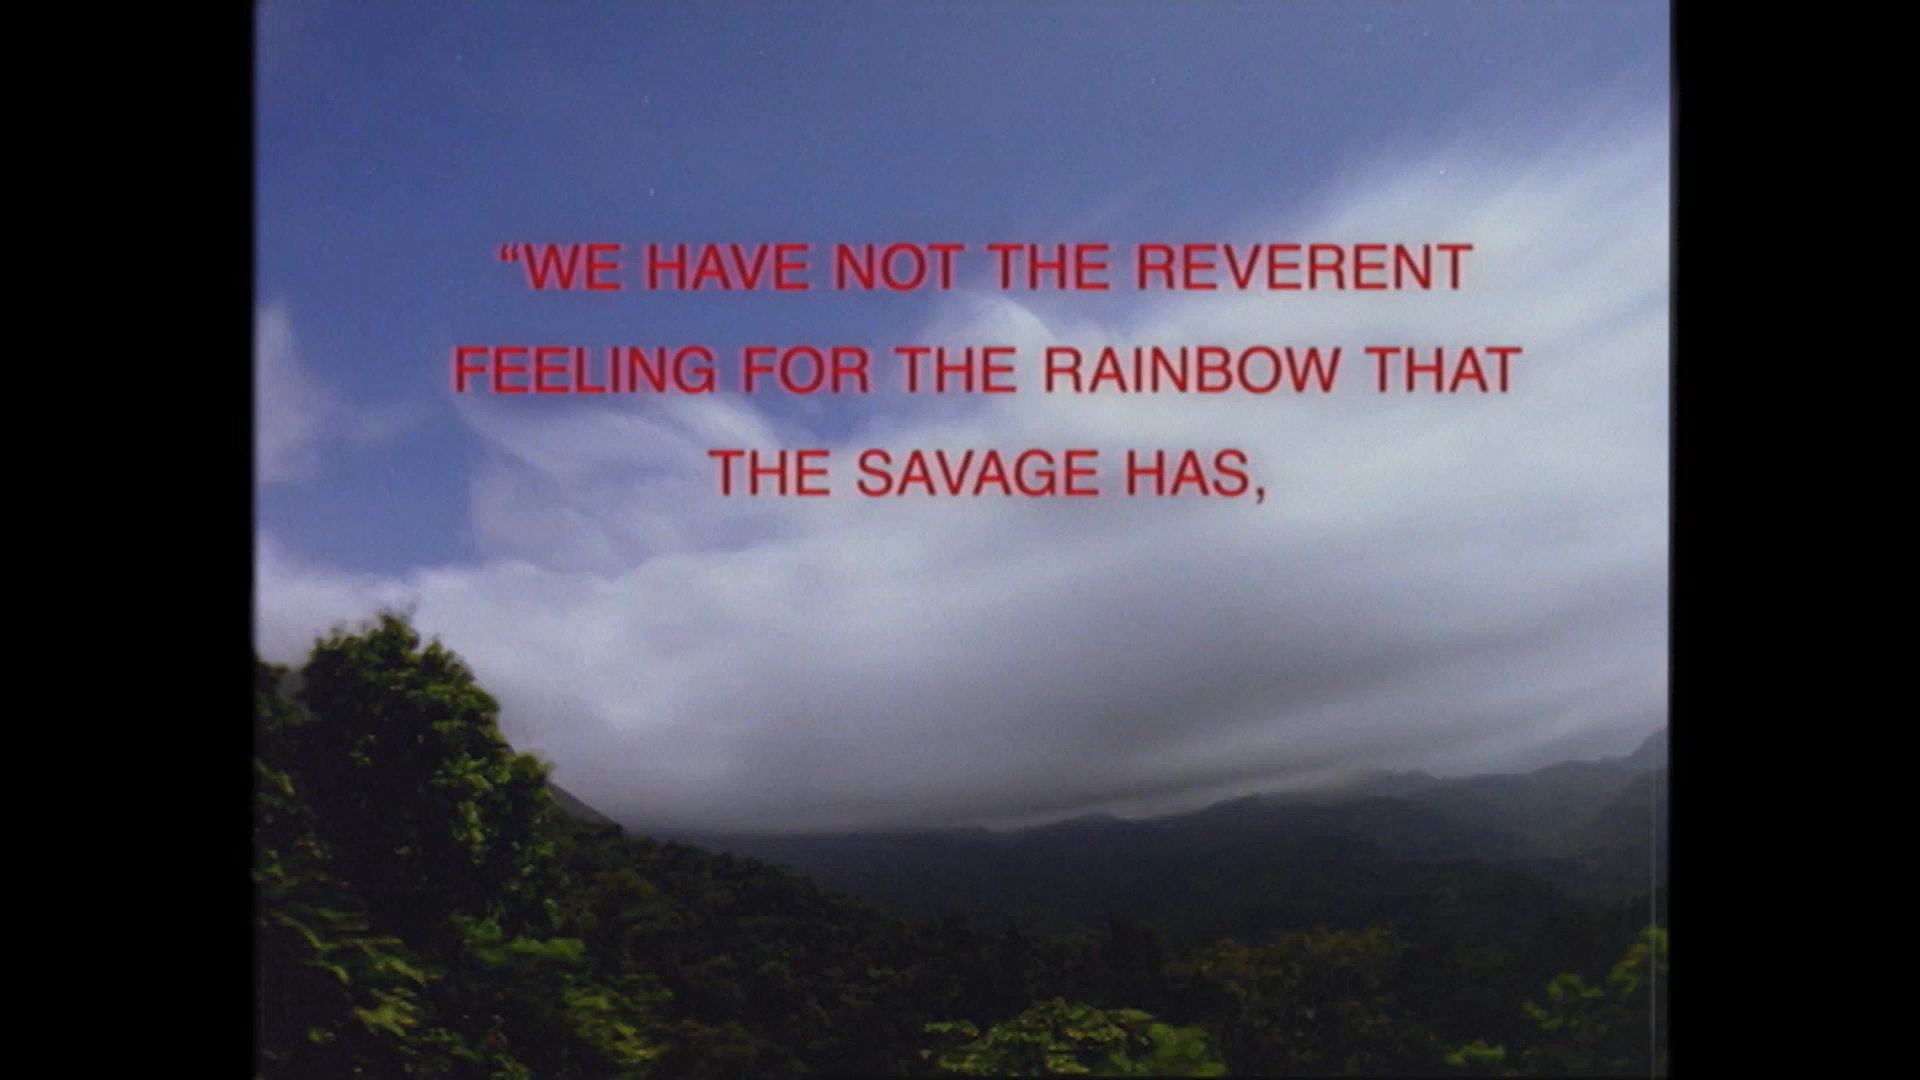 “WE HAVE NOT THE REVERENT
FEELING FOR THE RAINBOW THAT
THE SAVAGE HAS,